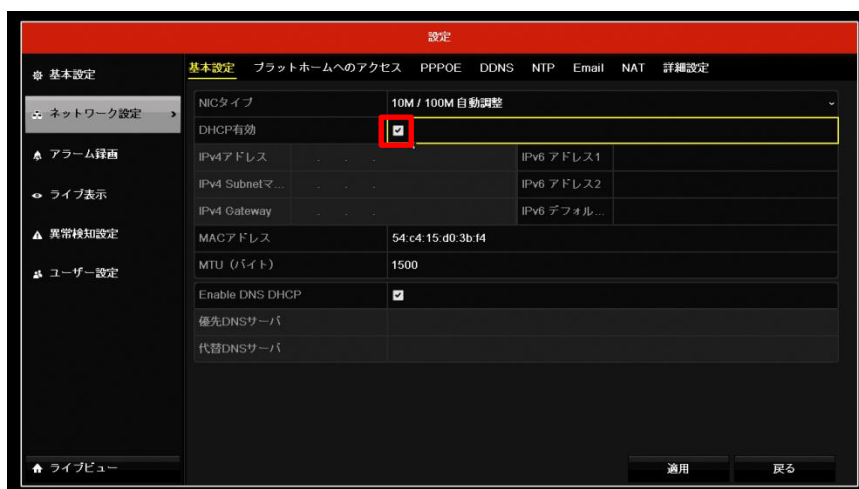 設定
基本設定
ネットワーク設定
アラーム録画
ライブ表示
異常検知設定
ユーザー設定
ライブビュー
基本設定 プラットホームへのアクセス PPPOE DDNS NTP Email NAT 詳細設定
NICタイプ 10M / 100M 自動調整
DHCP有効
IPv4アドレス . . . IPv6 アドレス1
IPv4 Subnetマ... . . . IPv6 アドレス2
IPv4 Gateway . . . IPv6 デフォル...
MACアドレス 54:c4:15:d0:3b:f4
MTU（バイト） 1500
Enable DNS DHCP
優先DNSサーバ
代替DNSサーバ
適用 戻る